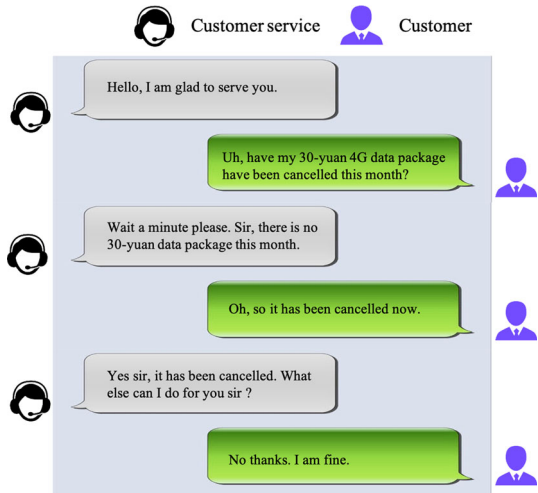 Customer service Customer
Hello, I am glad to serve you.
Uh, have my 30-yuan 4G data package
have been cancelled this month?
Wait a minute please. Sir, there is no
30-yuan data package this month.
Oh, so it has been cancelled now.
Yes sir, it has been cancelled. What
else can I do for you sir ?
No thanks. I am fine.